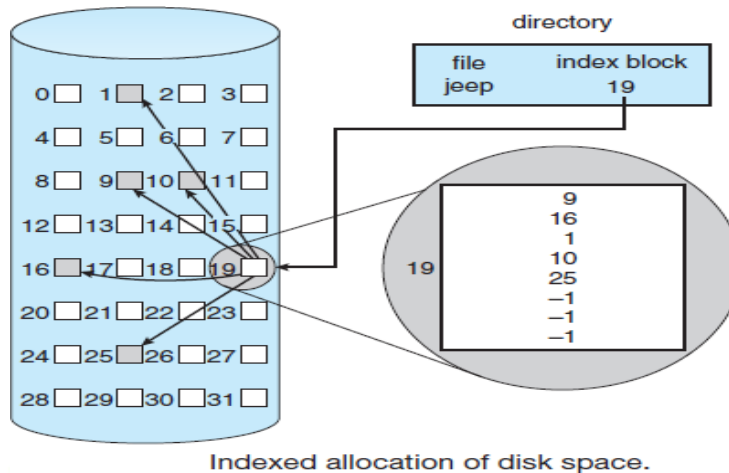 directory
file index block
jeep 19
0 1 2 3
4 5 6 7
8 9 10 11
12 13 14 15
16 17 18 19
20 21 22 23
24 25 26 27
28 29 30 31
19
9
16
1
10
25
–1
–1
–1
Indexed allocation of disk space.